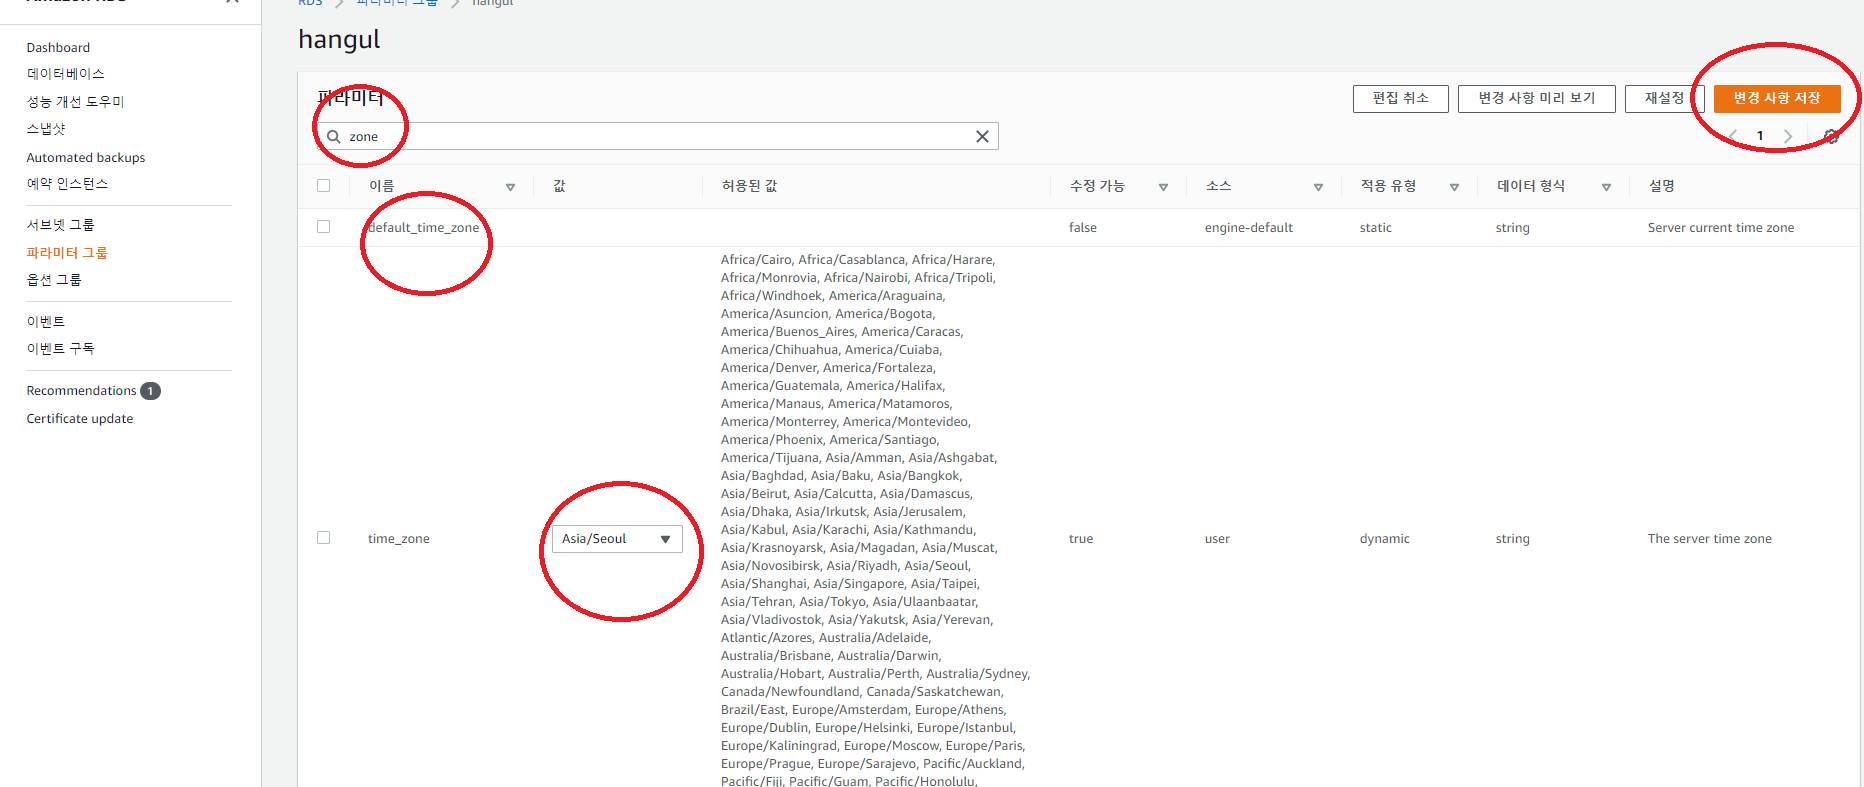 Amazon RDS
RDS > 파라미터 그룹 > hangul
Dashboard
데이터베이스
성능 개선 도우미
스냅샷
Automated backups
예약 인스턴스
서브넷 그룹
파라미터 그룹
옵션 그룹
이벤트
이벤트 구독
Recommendations 1
Certificate update
hangul
파라미터
편집 취소 변경 사항 미리 보기 재설정 변경 사항 저장
zone
1
이름 값 허용된 값 수정 가능 소스 적용 유형 데이터 형식 설명
default_time_zone false engine-default static string Server current time zone
Africa/Cairo, Africa/Casablanca, Africa/Harare,
Africa/Monrovia, Africa/Nairobi, Africa/Tripoli,
Africa/Windhoek, America/Araguaina,
America/Asuncion, America/Bogota,
America/Buenos_Aires, America/Caracas,
America/Chihuahua, America/Cuiaba,
America/Denver, America/Fortaleza,
America/Guatemala, America/Halifax,
America/Manaus, America/Matamoros,
America/Monterrey, America/Montevideo,
America/Phoenix, America/Santiago,
America/Tijuana, Asia/Amman, Asia/Ashgabat,
Asia/Baghdad, Asia/Baku, Asia/Bangkok,
Asia/Beirut, Asia/Calcutta, Asia/Damascus,
Asia/Dhaka, Asia/Irkutsk, Asia/Jerusalem,
Asia/Kabul, Asia/Karachi, Asia/Kathmandu,
time_zone Asia/Seoul true user dynamic string The server time zone
Asia/Krasnoyarsk, Asia/Magadan, Asia/Muscat,
Asia/Novosibirsk, Asia/Riyadh, Asia/Seoul,
Asia/Shanghai, Asia/Singapore, Asia/Taipei,
Asia/Tehran, Asia/Tokyo, Asia/Ulaanbaatar,
Asia/Vladivostok, Asia/Yakutsk, Asia/Yerevan,
Atlantic/Azores, Australia/Adelaide,
Australia/Brisbane, Australia/Darwin,
Australia/Hobart, Australia/Perth, Australia/Sydney,
Canada/Newfoundland, Canada/Saskatchewan,
Brazil/East, Europe/Amsterdam, Europe/Athens,
Europe/Dublin, Europe/Helsinki, Europe/Istanbul,
Europe/Kaliningrad, Europe/Moscow, Europe/Paris,
Europe/Prague, Europe/Sarajevo, Pacific/Auckland,
Pacific/Fiji, Pacific/Guam, Pacific/Honolulu,